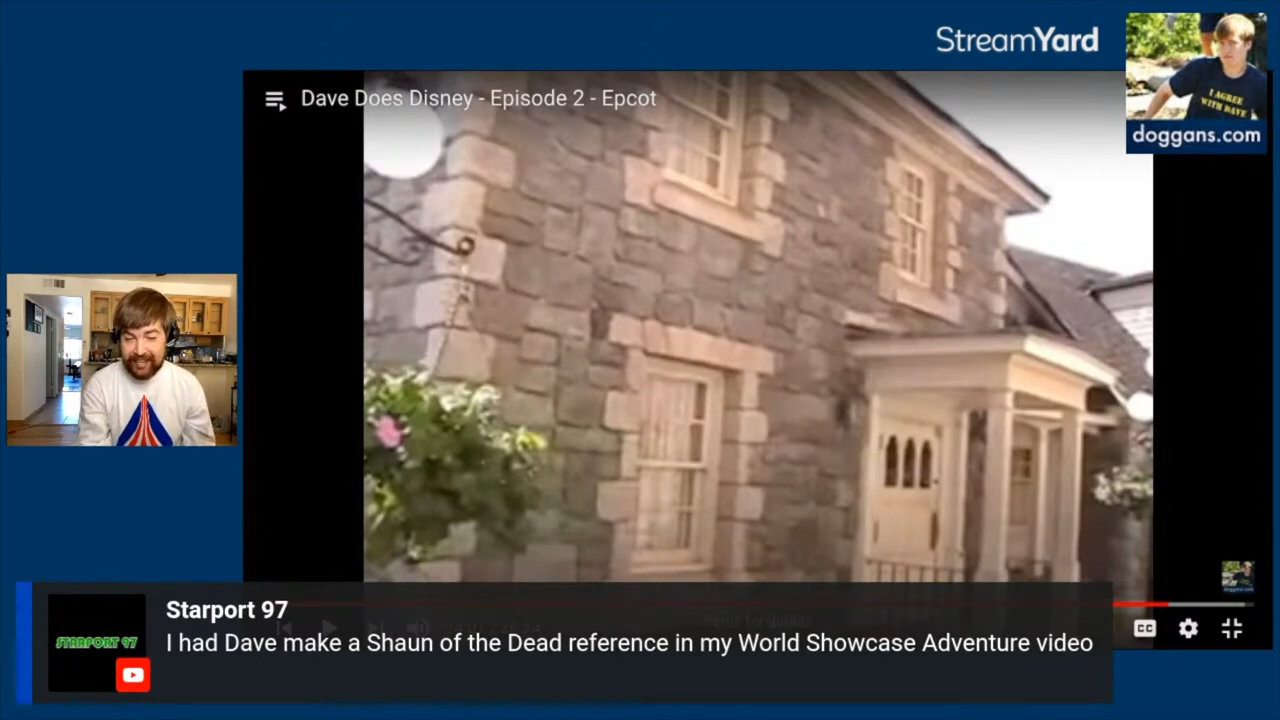 StreamYard
I AGREE
WITH DAVE
doggans.com
Dave Does Disney - Episode 2 - Epcot
Starport 97
STARPORT 97
I had Dave make a Shaun of the Dead reference in my World Showcase Adventure video
CC